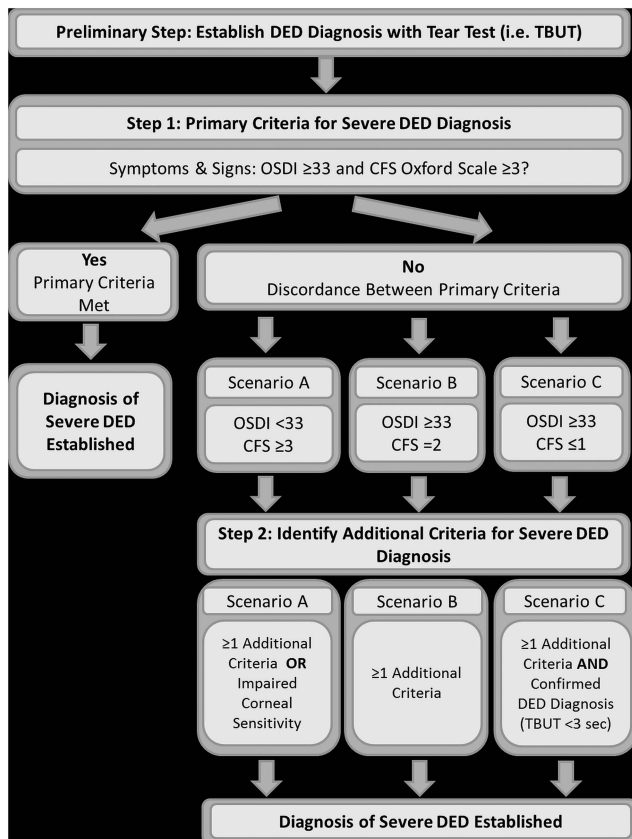 Preliminary Step: Establish DED Diagnosis with Tear Test (i.e. TBUT)
Step 1: Primary Criteria for Severe DED Diagnosis
Symptoms & Signs: OSDI ≥33 and CFS Oxford Scale ≥3?
Yes
Primary Criteria
Met
No
Discordance Between Primary Criteria
Diagnosis of
Severe DED
Established
Scenario A
OSDI <33
CFS ≥3
Scenario B
OSDI ≥33
CFS =2
Scenario C
OSDI ≥33
CFS ≤1
Step 2: Identify Additional Criteria for Severe DED
Diagnosis
Scenario A
≥1 Additional
Criteria OR
Impaired
Corneal
Sensitivity
Scenario B
≥1 Additional
Criteria
Scenario C
≥1 Additional
Criteria AND
Confirmed
DED Diagnosis
(TBUT <3 sec)
Diagnosis of Severe DED Established